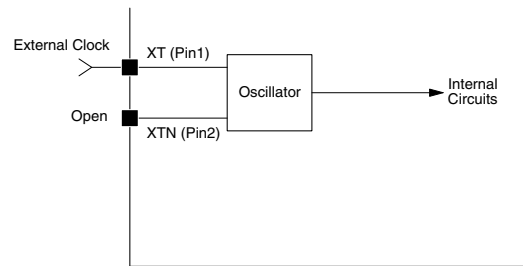 External Clock
XT (Pin1)
Oscillator
Internal
Circuits
Open
XTN (Pin2)